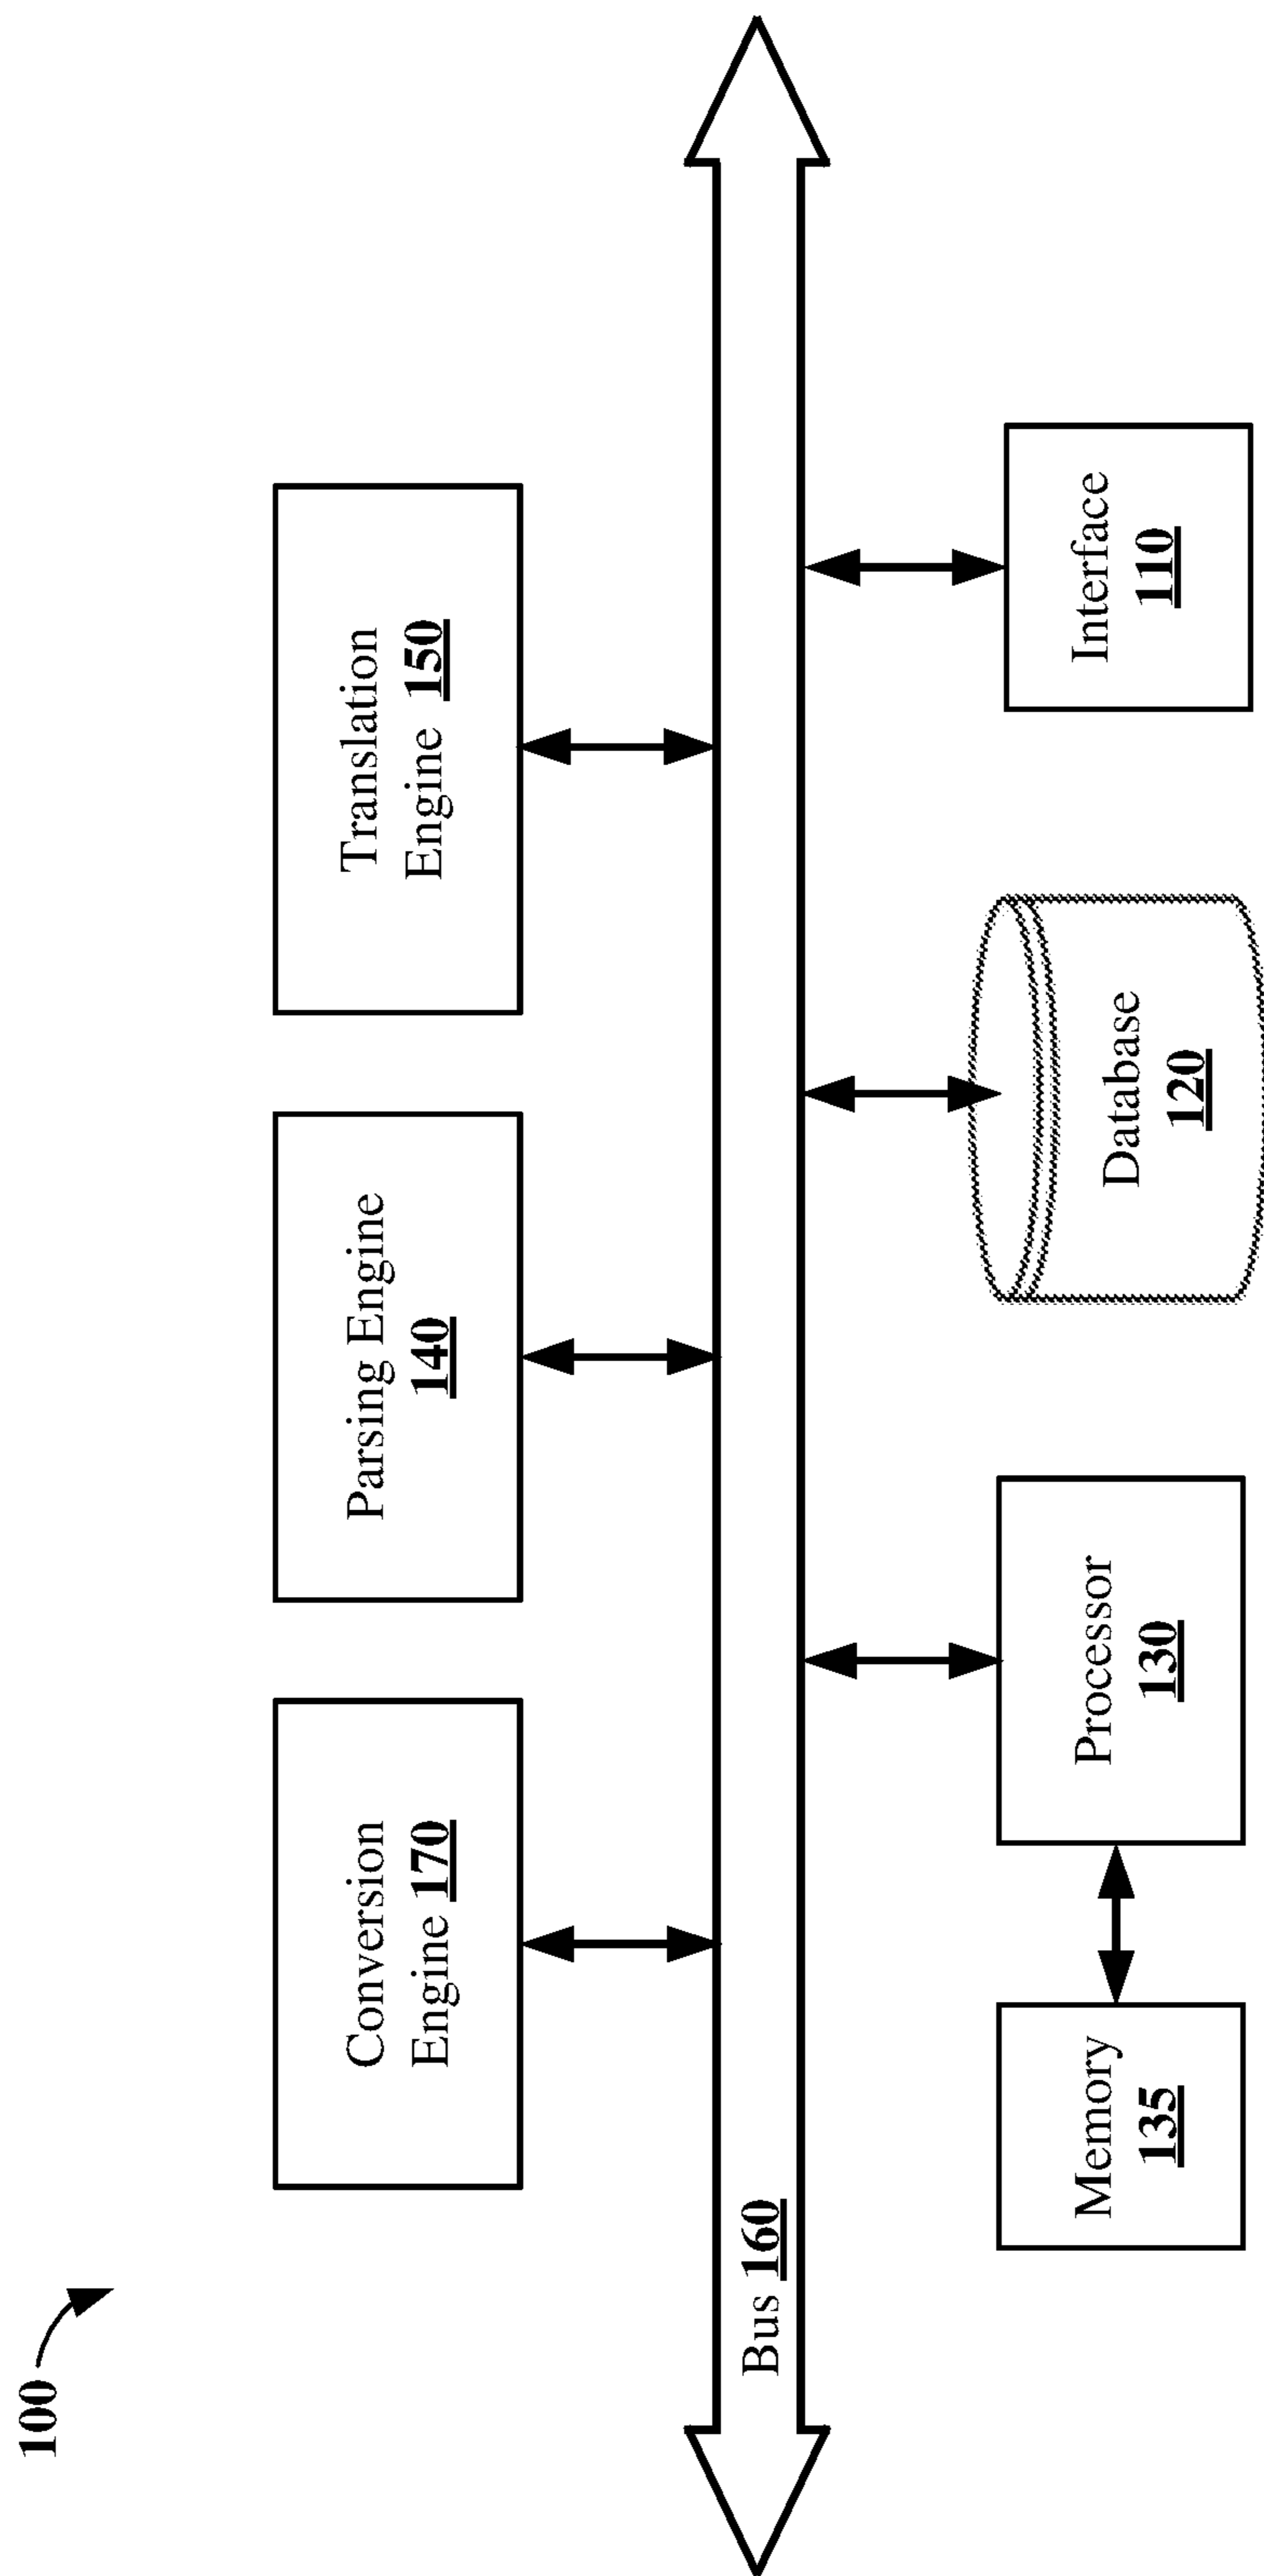 100
Conversion
Engine 170
Parsing Engine
140
Translation
Engine 150
Bus 160
Memory
135
Processor
130
Database
120
Interface
110